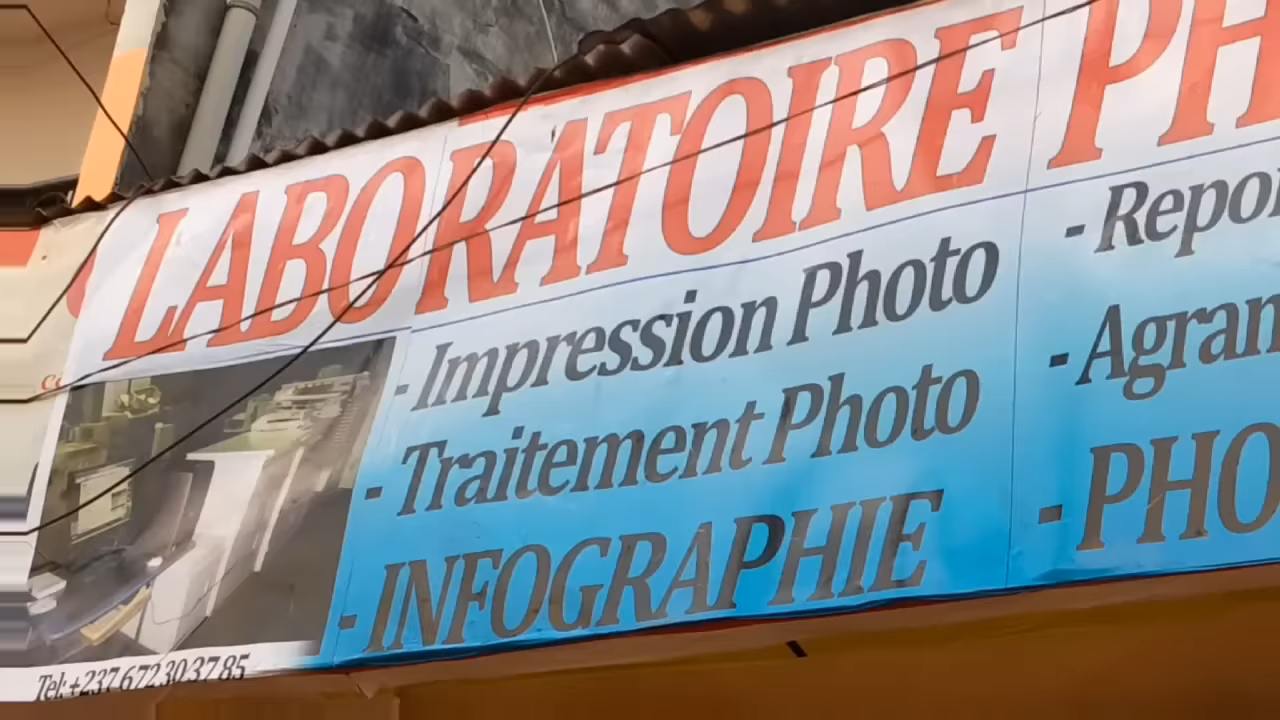 LABORATOIRE PH
- Impression Photo
- Traitement Photo
- INFOGRAPHIE
- Repor
- Agran
- PHO
Tel: +237 672 30 37 85